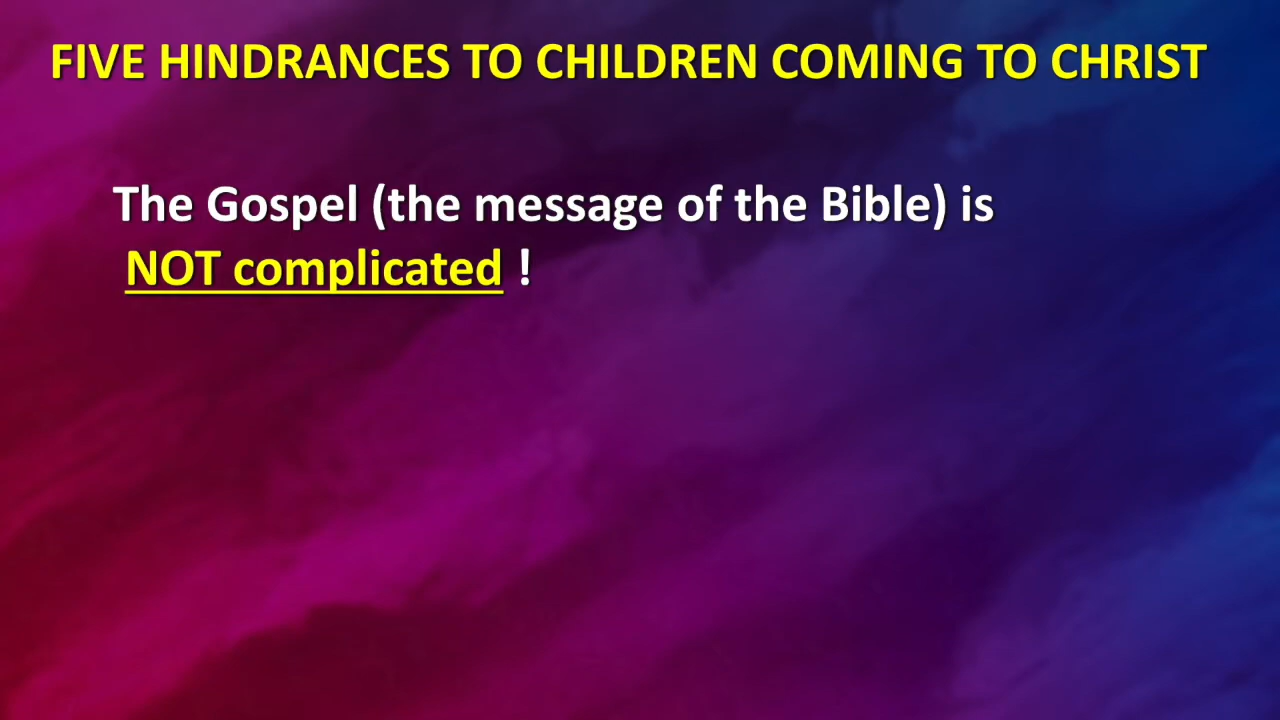 FIVE HINDRANCES TO CHILDREN COMING TO CHRIST
The Gospel (the message of the Bible) is
NOT complicated !